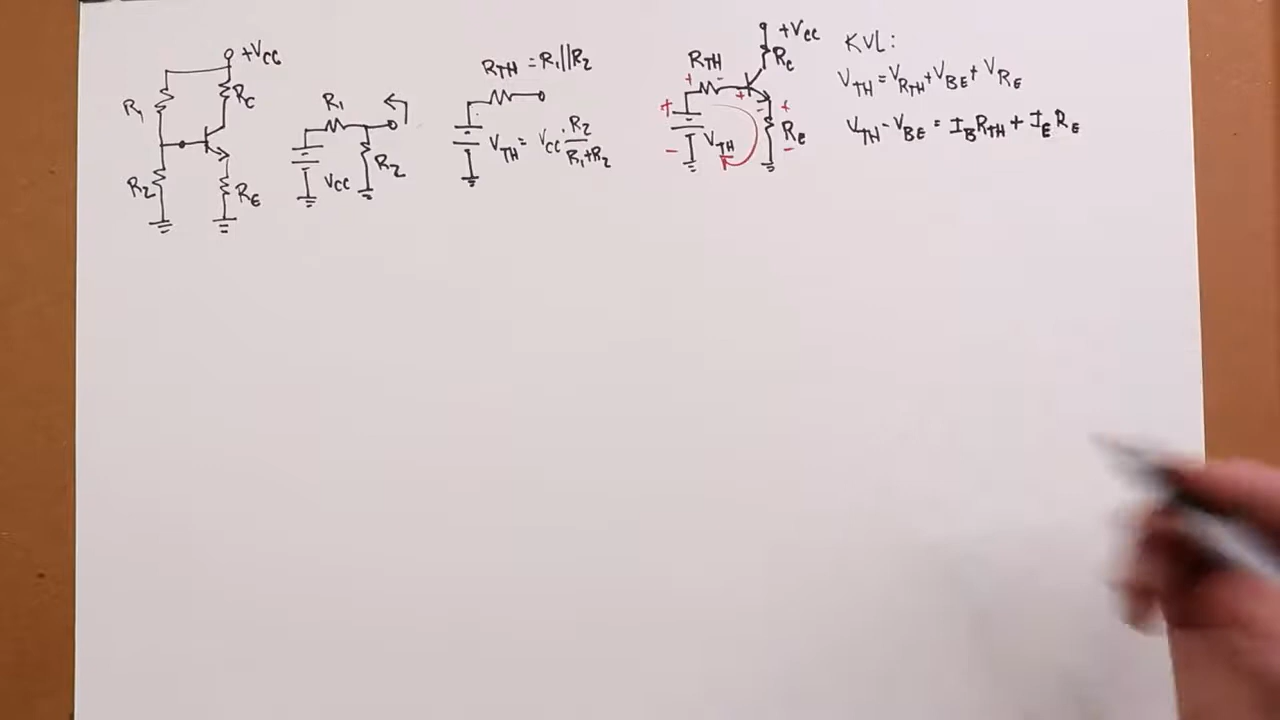 +VCC
R1
RC
R2
RE
R1
R2
VCC
RTH = R1||R2
VTH = VCC · R2 / R1+R2
+VCC
RTH
RC
+ -
+ -
+ -
+ -
VTH
RE
KVL:
VTH = VRTH + VBE + VRE
VTH - VBE = IBRTH + IERE